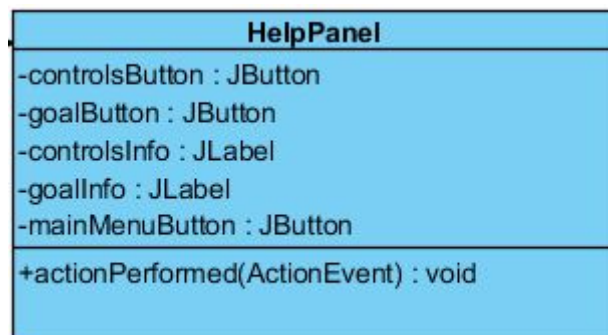 HelpPanel
-controlsButton : JButton
-goalButton : JButton
-controlsInfo : JLabel
-goalInfo : JLabel
-mainMenuButton : JButton
+actionPerformed(ActionEvent) : void